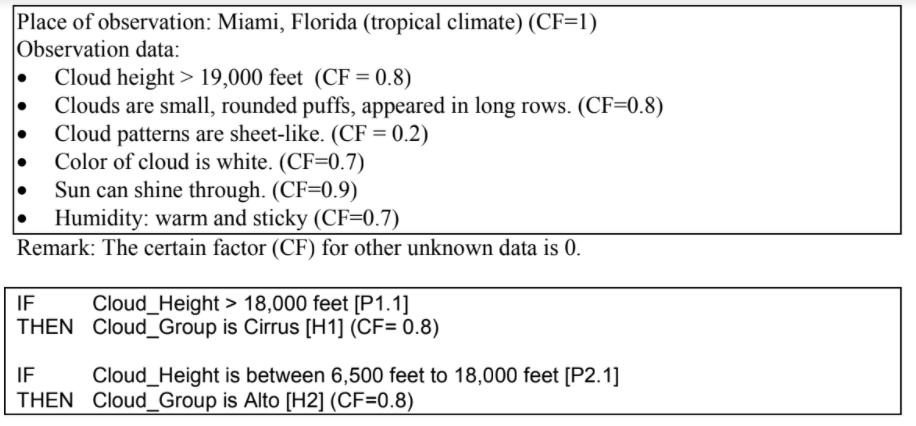 Place of observation: Miami, Florida (tropical climate) (CF=1)
Observation data:
• Cloud height > 19,000 feet (CF = 0.8)
• Clouds are small, rounded puffs, appeared in long rows. (CF=0.8)
• Cloud patterns are sheet-like. (CF = 0.2)
• Color of cloud is white. (CF=0.7)
• Sun can shine through. (CF=0.9)
• Humidity: warm and sticky (CF=0.7)
Remark: The certain factor (CF) for other unknown data is 0.
IF Cloud_Height > 18,000 feet [P1.1]
THEN Cloud_Group is Cirrus [H1] (CF= 0.8)
IF Cloud_Height is between 6,500 feet to 18,000 feet [P2.1]
THEN Cloud_Group is Alto [H2] (CF=0.8)